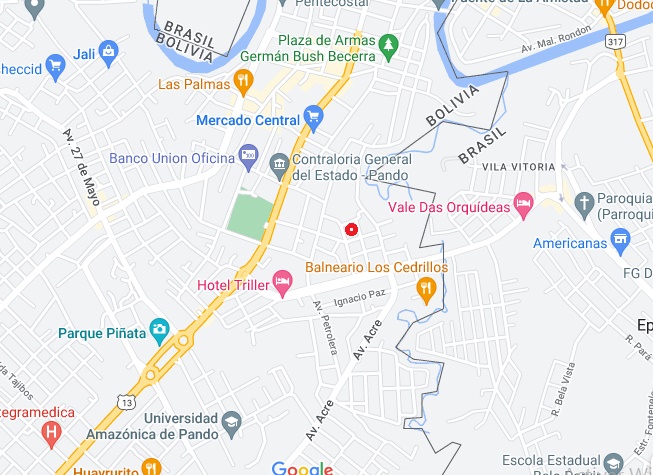 Pentecostal
Puente de La Amistad
Dodo
BRASIL
BOLIVIA
Plaza de Armas
Germán Bush Becerra
Av. Mal. Rondon
317
Jali
sheccid
Las Palmas
BOLIVIA
BRASIL
Mercado Central
Av. 27 de Mayo
Banco Union Oficina
Contraloria General
del Estado - Pando
VILA VITORIA
Vale Das Orquídeas
Paroquia
(Parroqui
Americanas
Balneario Los Cedrillos
FG D
Hotel Triller
Ignacio Paz
Av. Petrolera
Parque Piñata
Av. Acre
Ep
R. Pará
da Tajibos
13
R. Bela Vista
tegramedica
Universidad
Amazónica de Pando
Av. Acre
Estr. Fontenele
Huayrurito
Google
Escola Estadual